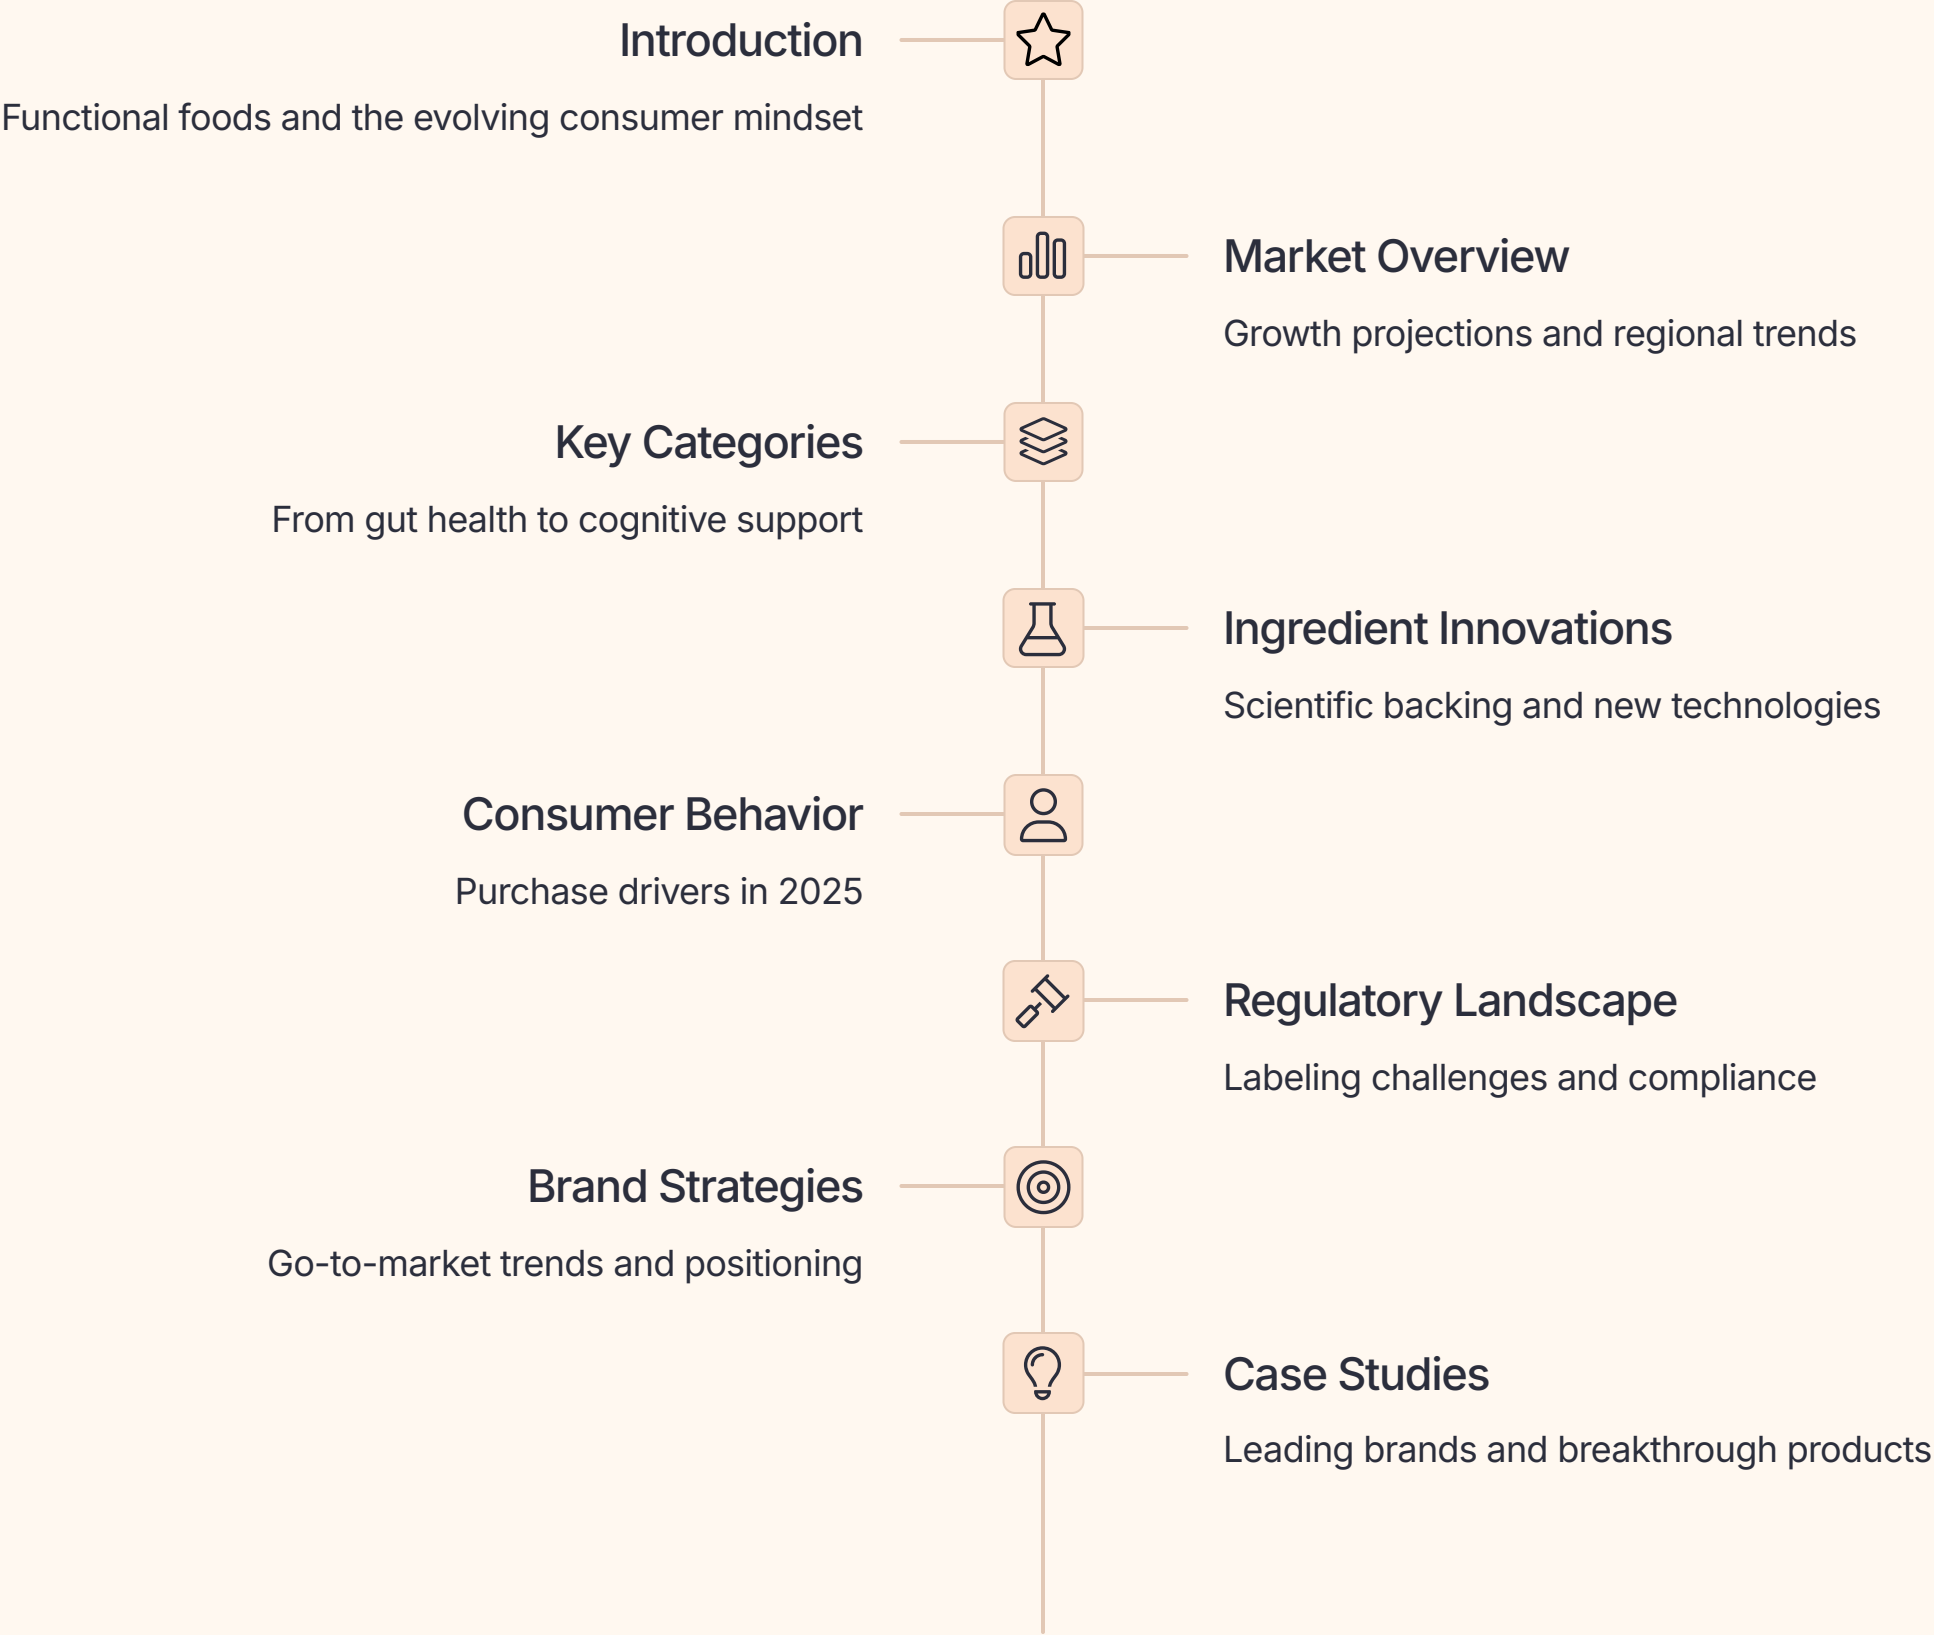 Introduction
Functional foods and the evolving consumer mindset
Market Overview
Growth projections and regional trends
Key Categories
From gut health to cognitive support
Ingredient Innovations
Scientific backing and new technologies
Consumer Behavior
Purchase drivers in 2025
Regulatory Landscape
Labeling challenges and compliance
Brand Strategies
Go-to-market trends and positioning
Case Studies
Leading brands and breakthrough products